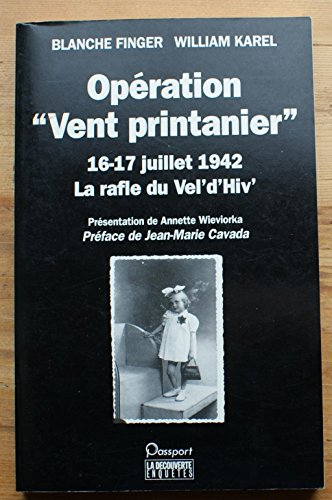 BLANCHE FINGER WILLIAM KAREL
Opération
“Vent printanier”
16-17 juillet 1942
La rafle du Vel’d’Hiv’
Présentation de Annette Wieviorka
Préface de Jean-Marie Cavada
Passport
LA DECOUVERTE
ENQUÊTES